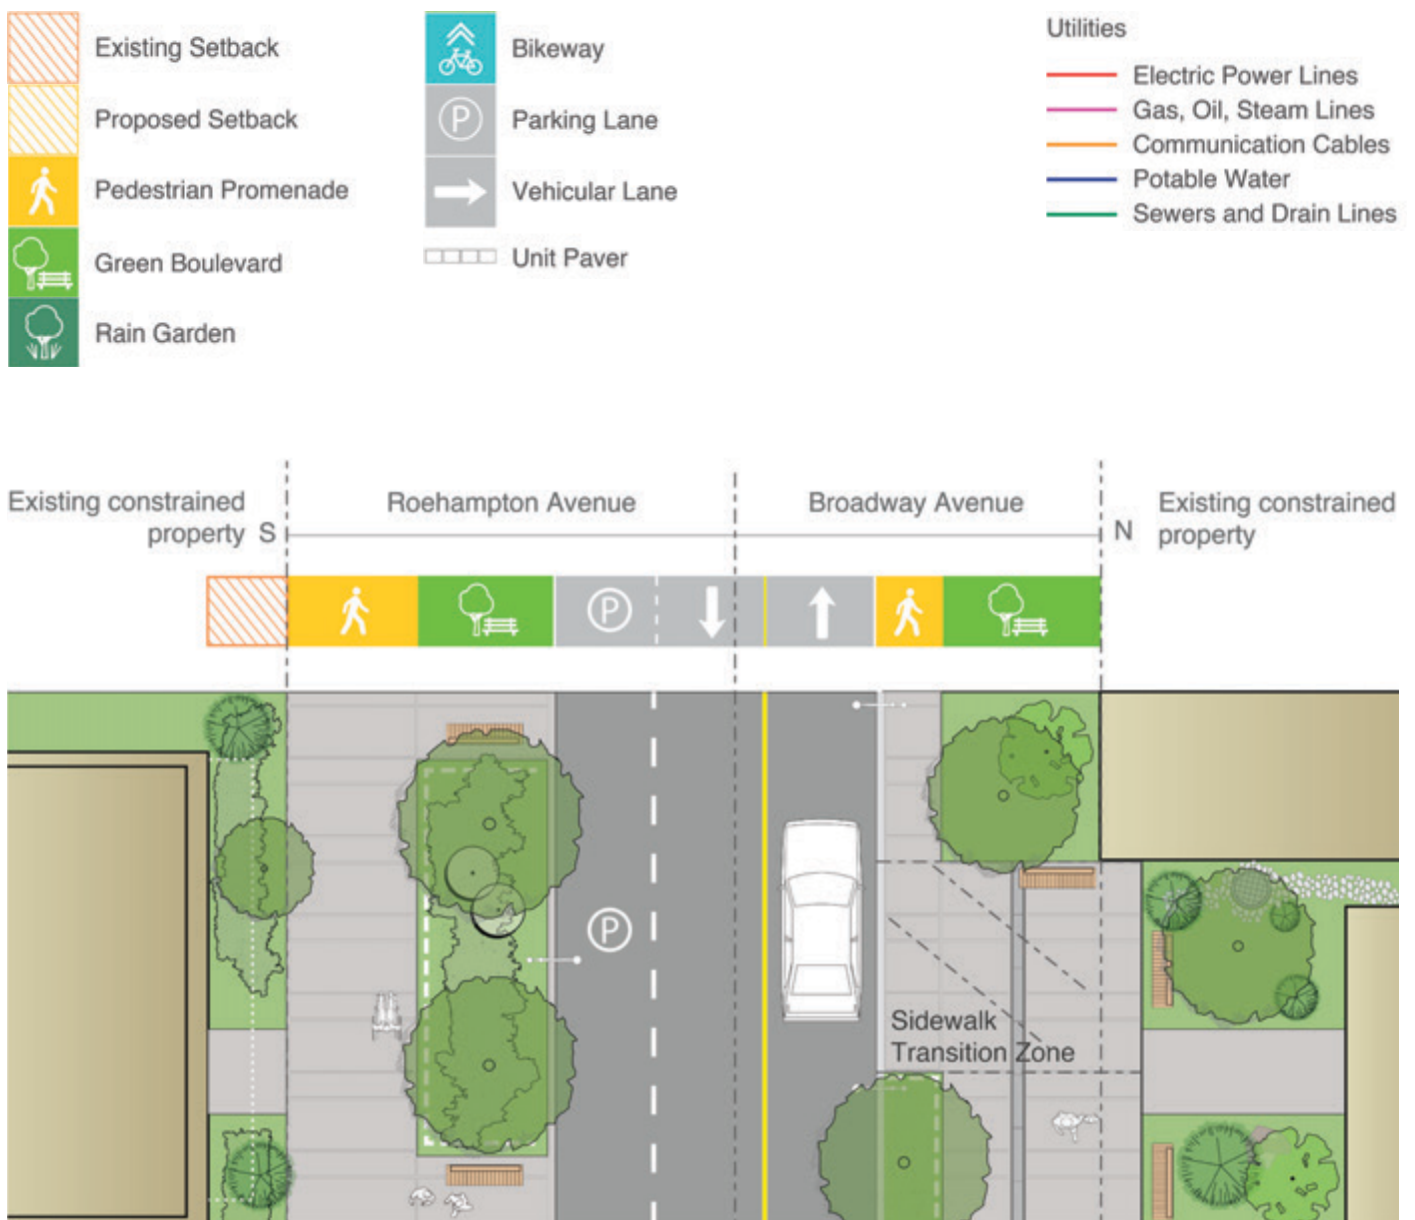 Existing Setback
Proposed Setback
Pedestrian Promenade
Green Boulevard
Rain Garden
Bikeway
P
Parking Lane
Vehicular Lane
Unit Paver
Utilities
Electric Power Lines
Gas, Oil, Steam Lines
Communication Cables
Potable Water
Sewers and Drain Lines
Existing constrained
property S
Roehampton Avenue
Broadway Avenue
N
Existing constrained
property
P
P
Sidewalk
Transition Zone